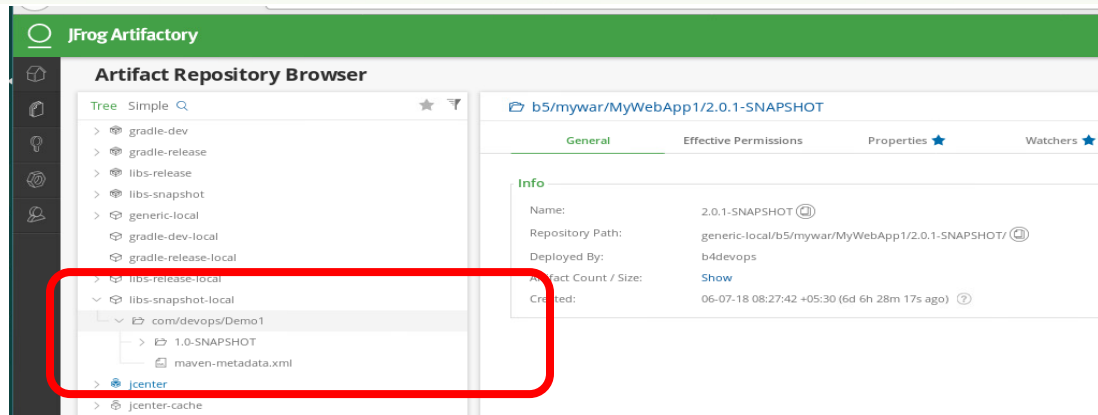 JFrog Artifactory
Artifact Repository Browser
Tree Simple
gradle-dev
gradle-release
libs-release
libs-snapshot
generic-local
gradle-dev-local
gradle-release-local
libs-release-local
libs-snapshot-local
com/devops/Demo1
1.0-SNAPSHOT
maven-metadata.xml
jcenter
jcenter-cache
b5/mywar/MyWebApp1/2.0.1-SNAPSHOT
General Effective Permissions Properties Watchers
Info
Name: 2.0.1-SNAPSHOT
Repository Path: generic-local/b5/mywar/MyWebApp1/2.0.1-SNAPSHOT/
Deployed By: b4devops
Artifact Count / Size: Show
Created: 06-07-18 08:27:42 +05:30 (6d 6h 28m 17s ago) ?